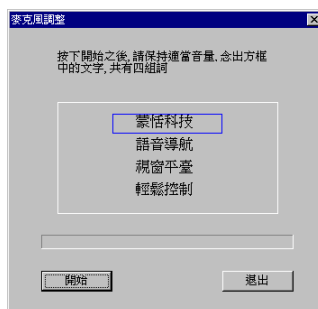 麥克風調整
按下開始之後,請保持適當音量.念出方框
中的文字,共有四組詞
蒙恬科技
語音導航
視窗平臺
輕鬆控制
開始
退出